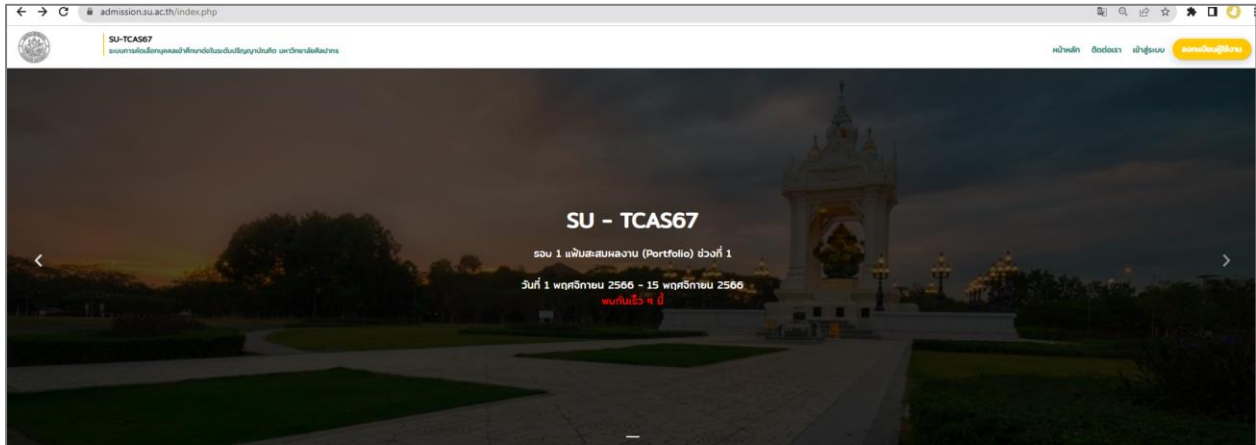 admission.su.ac.th/index.php
SU-TCAS67
ระบบการคัดเลือกบุคคลเข้าศึกษาต่อในระดับปริญญาบัณฑิต มหาวิทยาลัยศิลปากร
หน้าหลัก ติดต่อเรา เข้าสู่ระบบ ลงทะเบียนผู้ใช้งาน
SU - TCAS67
รอบ 1 แฟ้มสะสมผลงาน (Portfolio) ช่วงที่ 1
วันที่ 1 พฤศจิกายน 2566 - 15 พฤศจิกายน 2566
พบกันเร็ว ๆ นี้